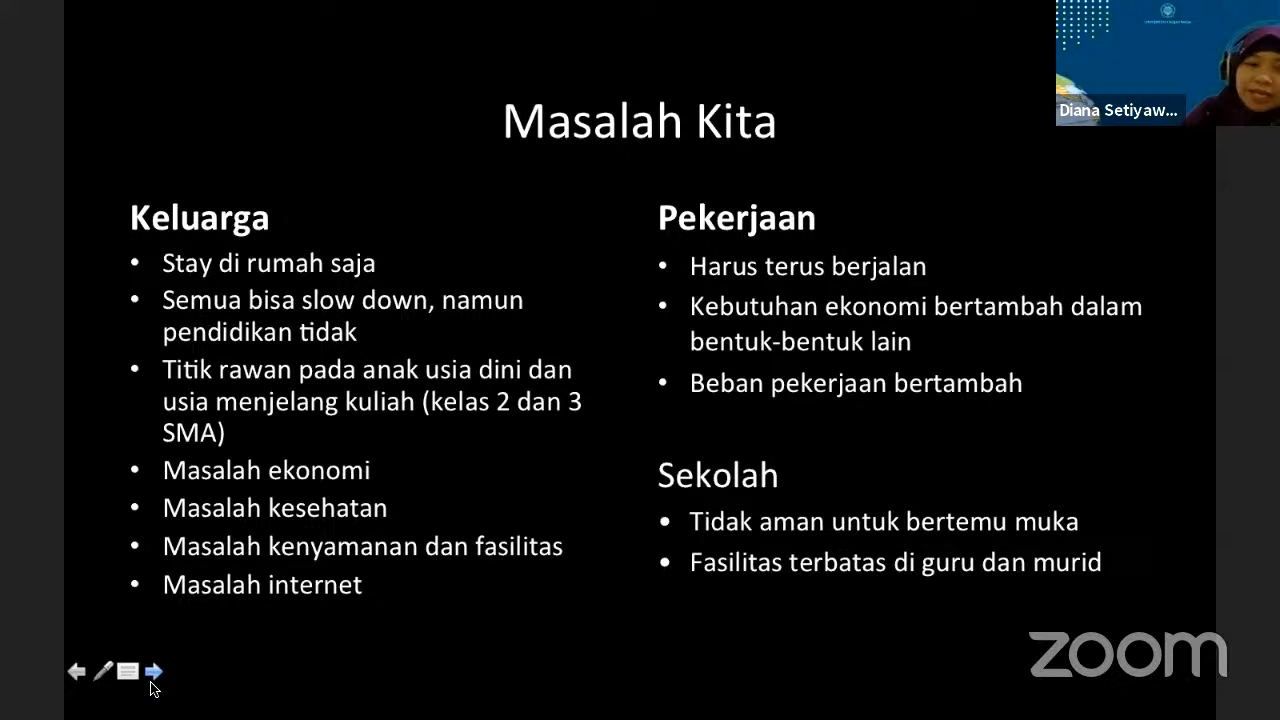 Masalah Kita
Keluarga
• Stay di rumah saja
• Semua bisa slow down, namun
pendidikan tidak
• Titik rawan pada anak usia dini dan
usia menjelang kuliah (kelas 2 dan 3
SMA)
• Masalah ekonomi
• Masalah kesehatan
• Masalah kenyamanan dan fasilitas
• Masalah internet
Pekerjaan
• Harus terus berjalan
• Kebutuhan ekonomi bertambah dalam
bentuk-bentuk lain
• Beban pekerjaan bertambah
Sekolah
• Tidak aman untuk bertemu muka
• Fasilitas terbatas di guru dan murid
Diana Setiyaw...
zoom